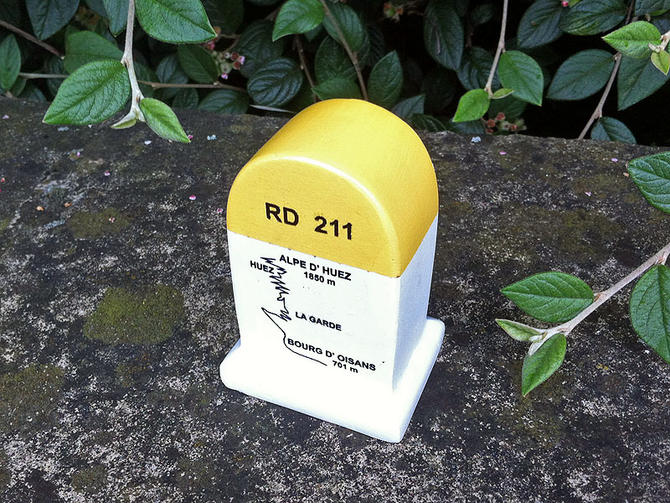 RD 211
ALPE D' HUEZ
HUEZ
1850 m
LA GARDE
BOURG D' OISANS
701 m